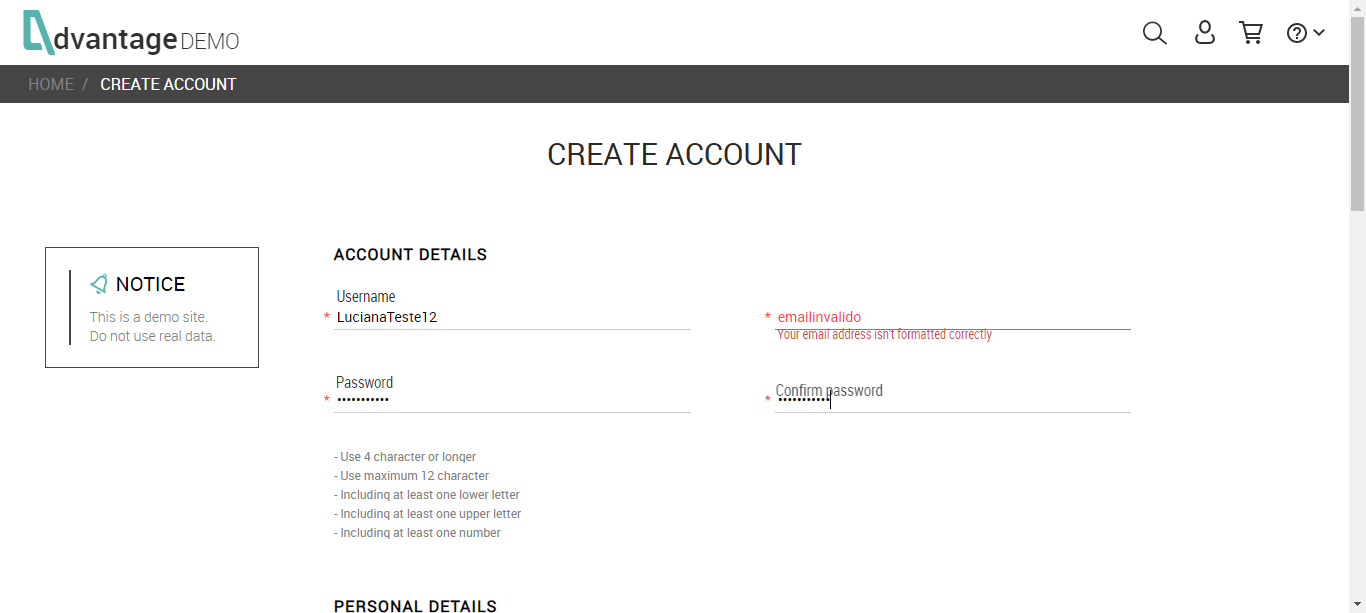 dvantage DEMO
HOME / CREATE ACCOUNT
CREATE ACCOUNT
NOTICE
This is a demo site.
Do not use real data.
ACCOUNT DETAILS
Username
* LucianaTeste12
* emailinvalido
Your email address isn't formatted correctly
Password
* •••••••••••
Confirm password
* •••••••••••
- Use 4 character or longer
- Use maximum 12 character
- Including at least one lower letter
- Including at least one upper letter
- Including at least one number
PERSONAL DETAILS